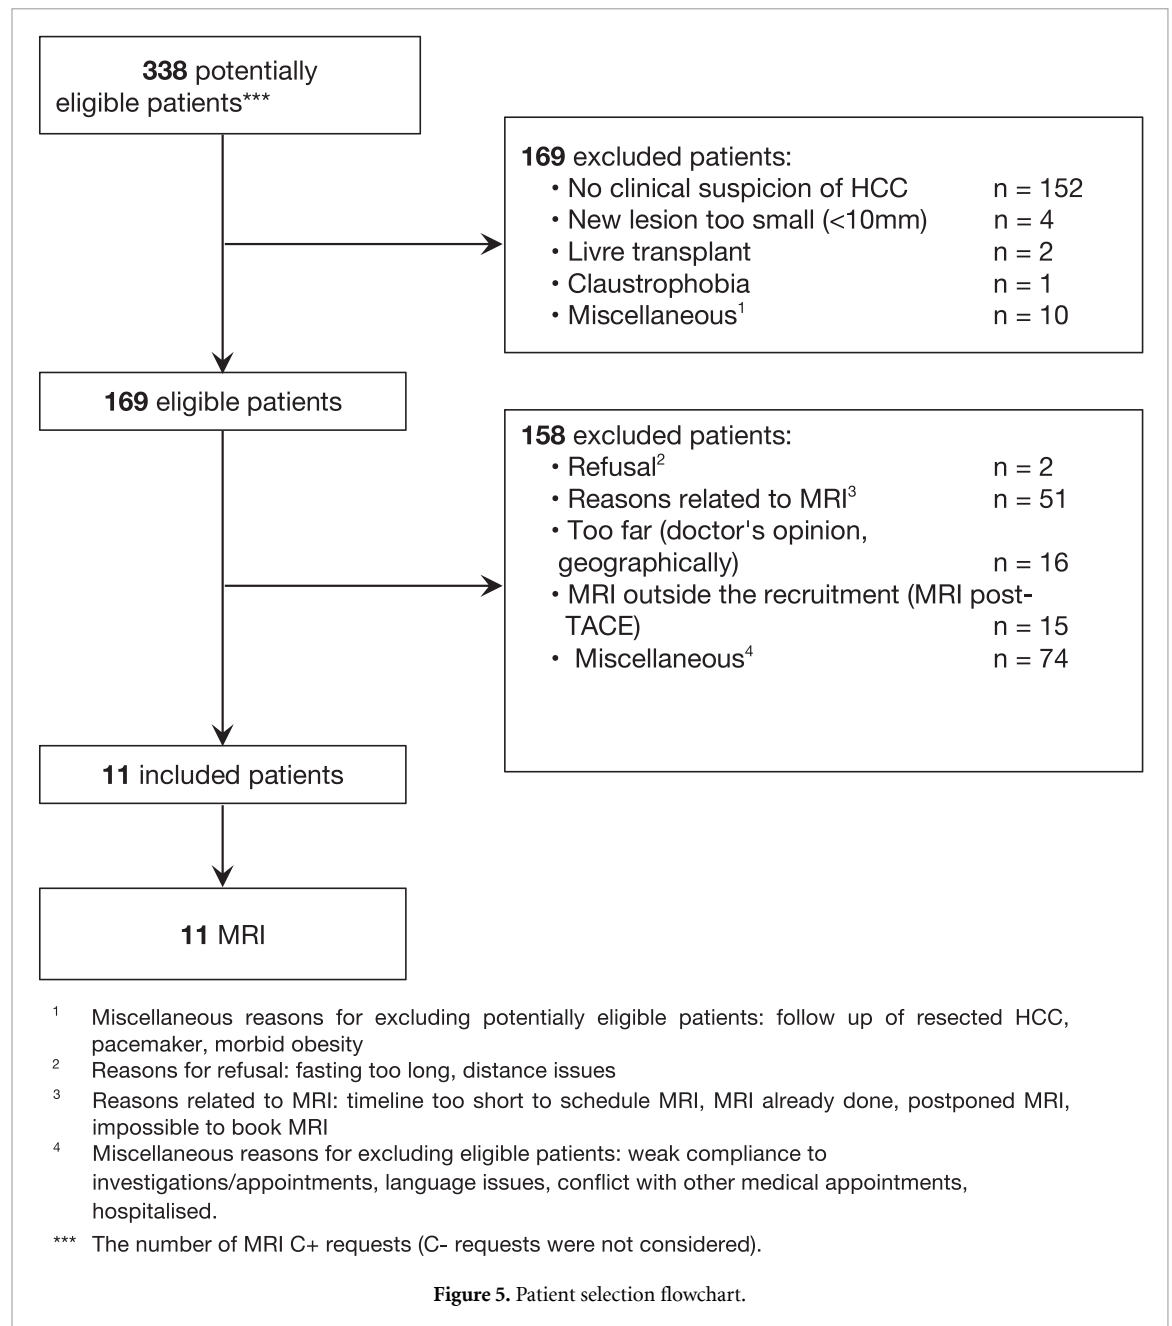 338 potentially
eligible patients***
169 excluded patients:
• No clinical suspicion of HCC n = 152
• New lesion too small (<10mm) n = 4
• Livre transplant n = 2
• Claustrophobia n = 1
• Miscellaneous1 n = 10
169 eligible patients
158 excluded patients:
• Refusal2 n = 2
• Reasons related to MRI3 n = 51
• Too far (doctor's opinion,
geographically) n = 16
• MRI outside the recruitment (MRI post-
TACE) n = 15
• Miscellaneous4 n = 74
11 included patients
11 MRI
1 Miscellaneous reasons for excluding potentially eligible patients: follow up of resected HCC,
pacemaker, morbid obesity
2 Reasons for refusal: fasting too long, distance issues
3 Reasons related to MRI: timeline too short to schedule MRI, MRI already done, postponed MRI,
impossible to book MRI
4 Miscellaneous reasons for excluding eligible patients: weak compliance to
investigations/appointments, language issues, conflict with other medical appointments,
hospitalised.
*** The number of MRI C+ requests (C- requests were not considered).
Figure 5. Patient selection flowchart.